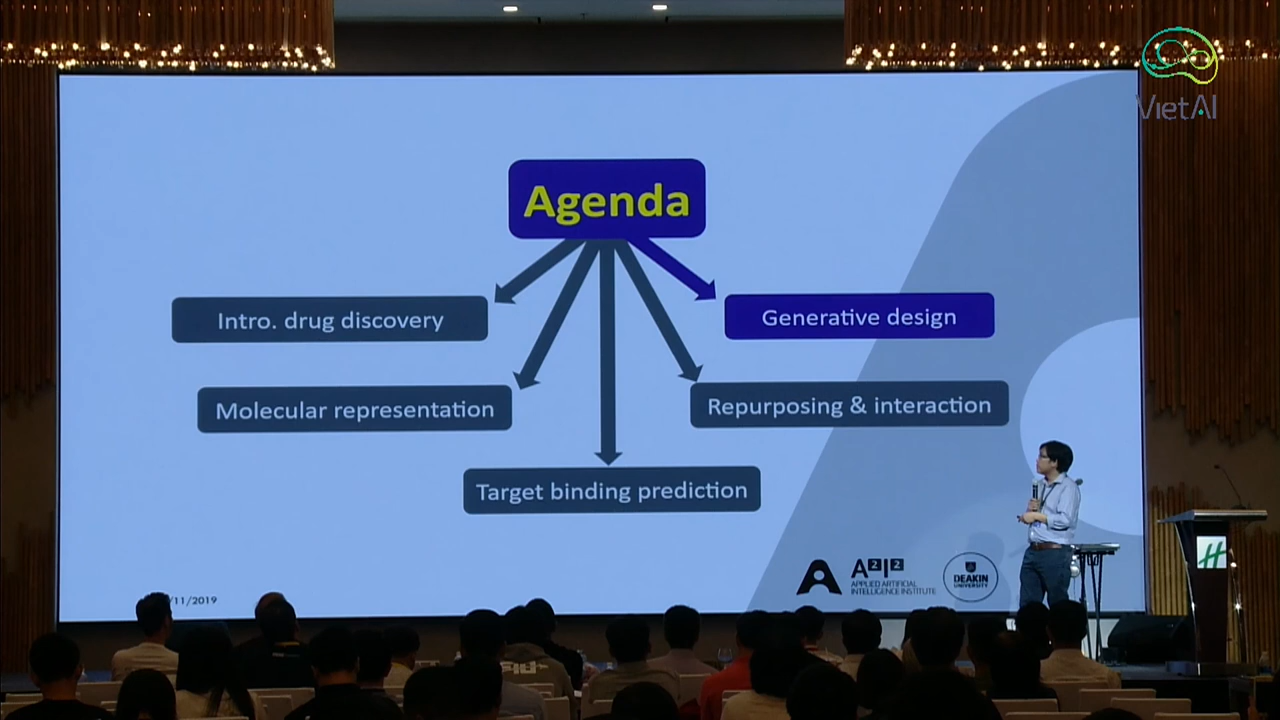 VietAI
Agenda
Intro. drug discovery
Generative design
Molecular representation
Repurposing & interaction
Target binding prediction
A2I2
APPLIED ARTIFICIAL
INTELLIGENCE INSTITUTE
DEAKIN
UNIVERSITY
/11/2019
H